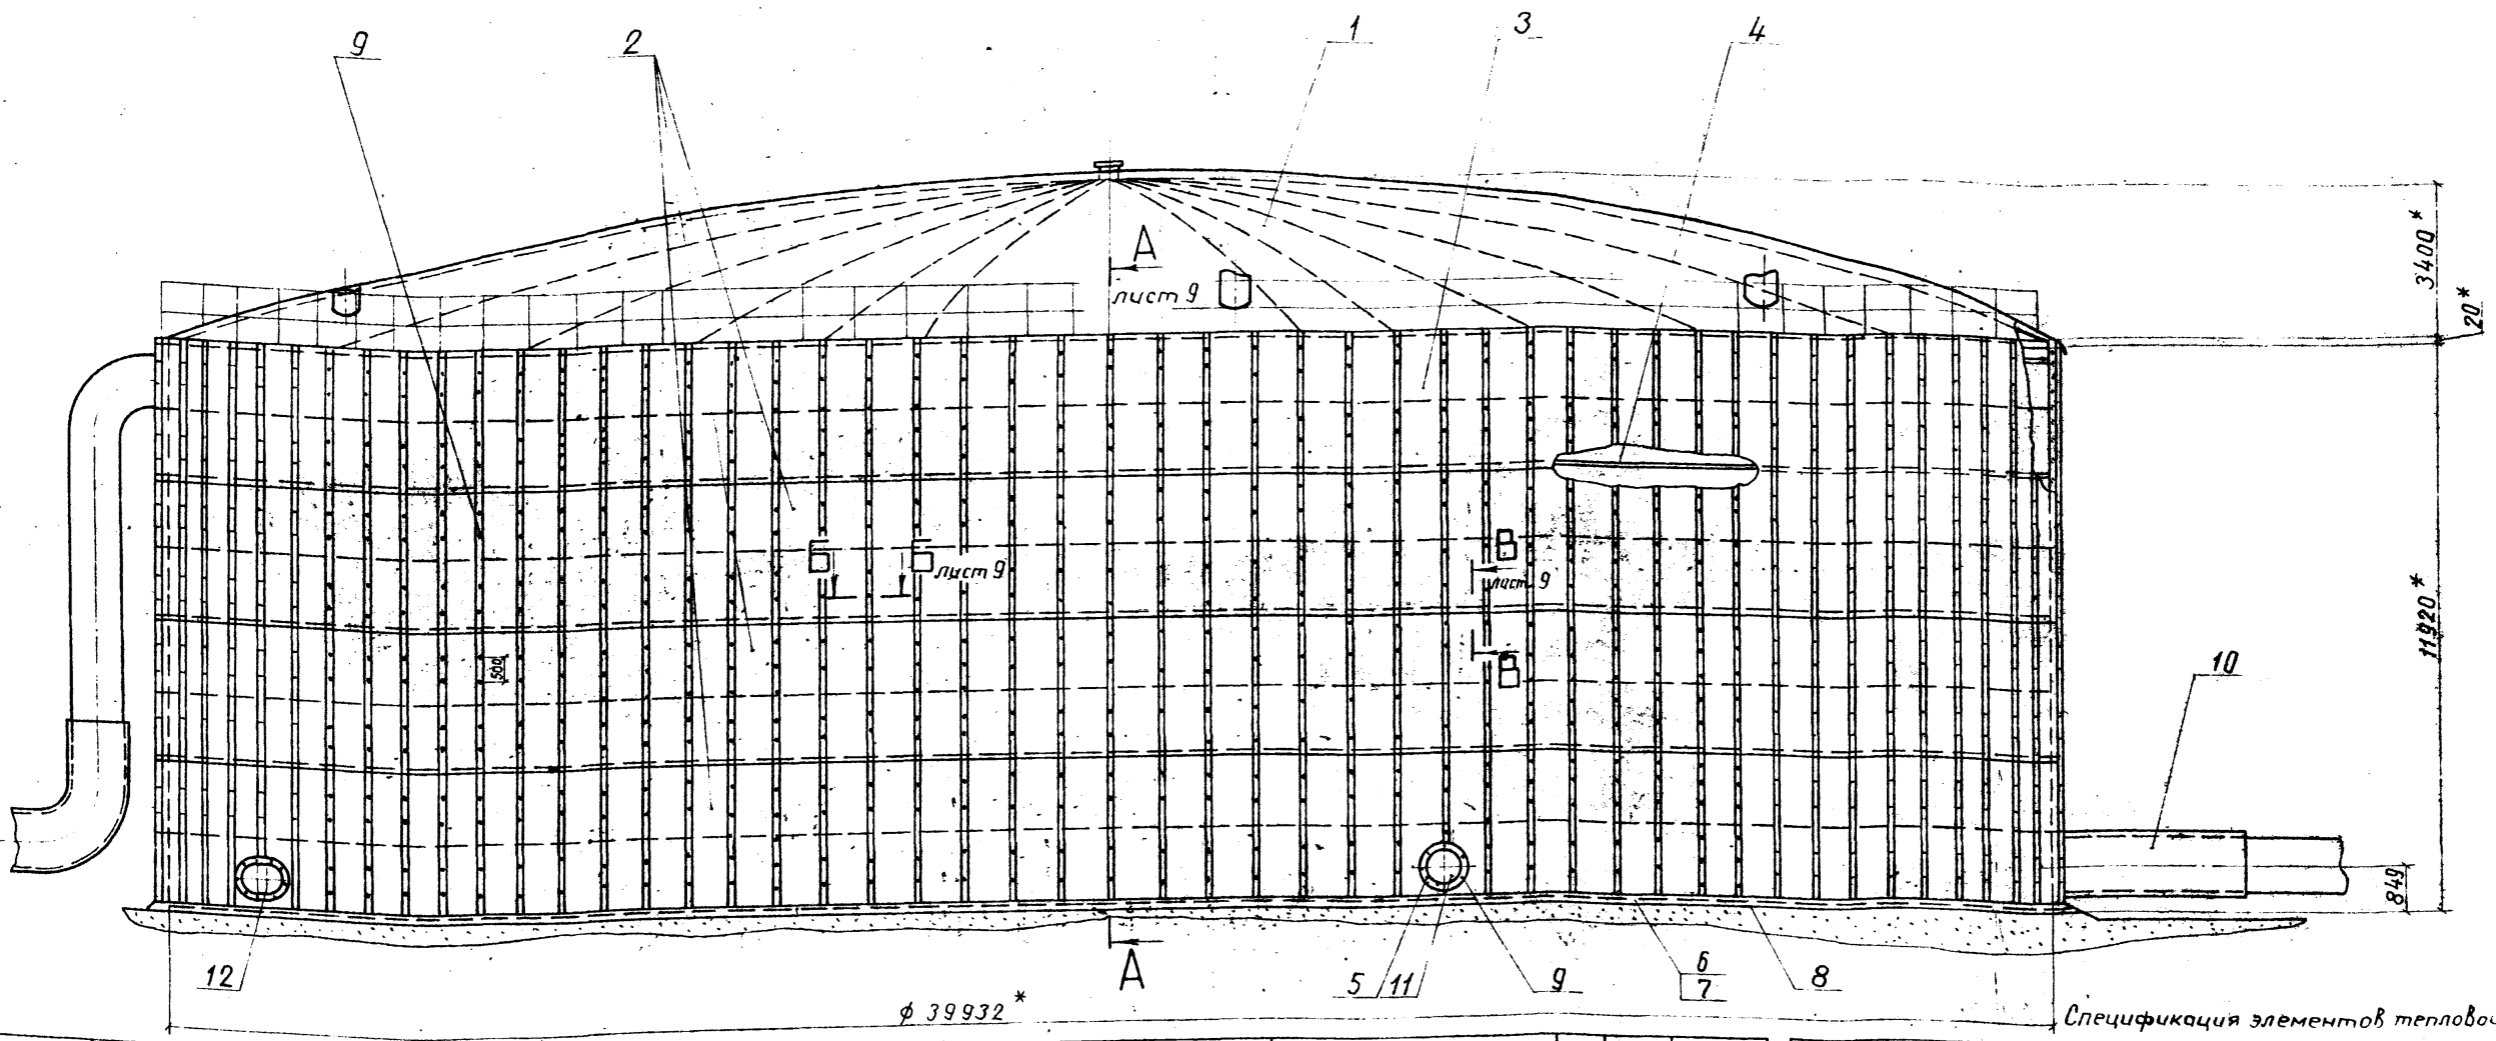 9
2
1
3
4
А
лист 9
3400*
20*
Б
Б
лист 9
В
лист 9
11920*
500
В
10
849
12
А
5/11
9
6
7
8
ϕ 39932*
Спецификация элементов теплово